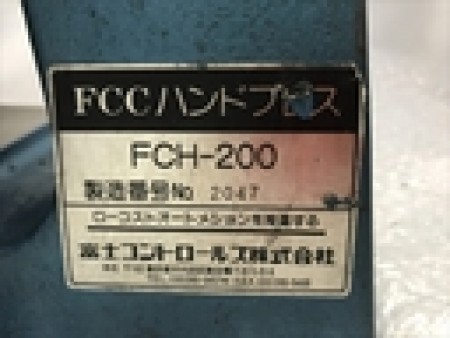 FCCハンドプレス
FCH-200
製造番号No 2047
ローコストオートメションを推進する
富士コントロールズ株式会社